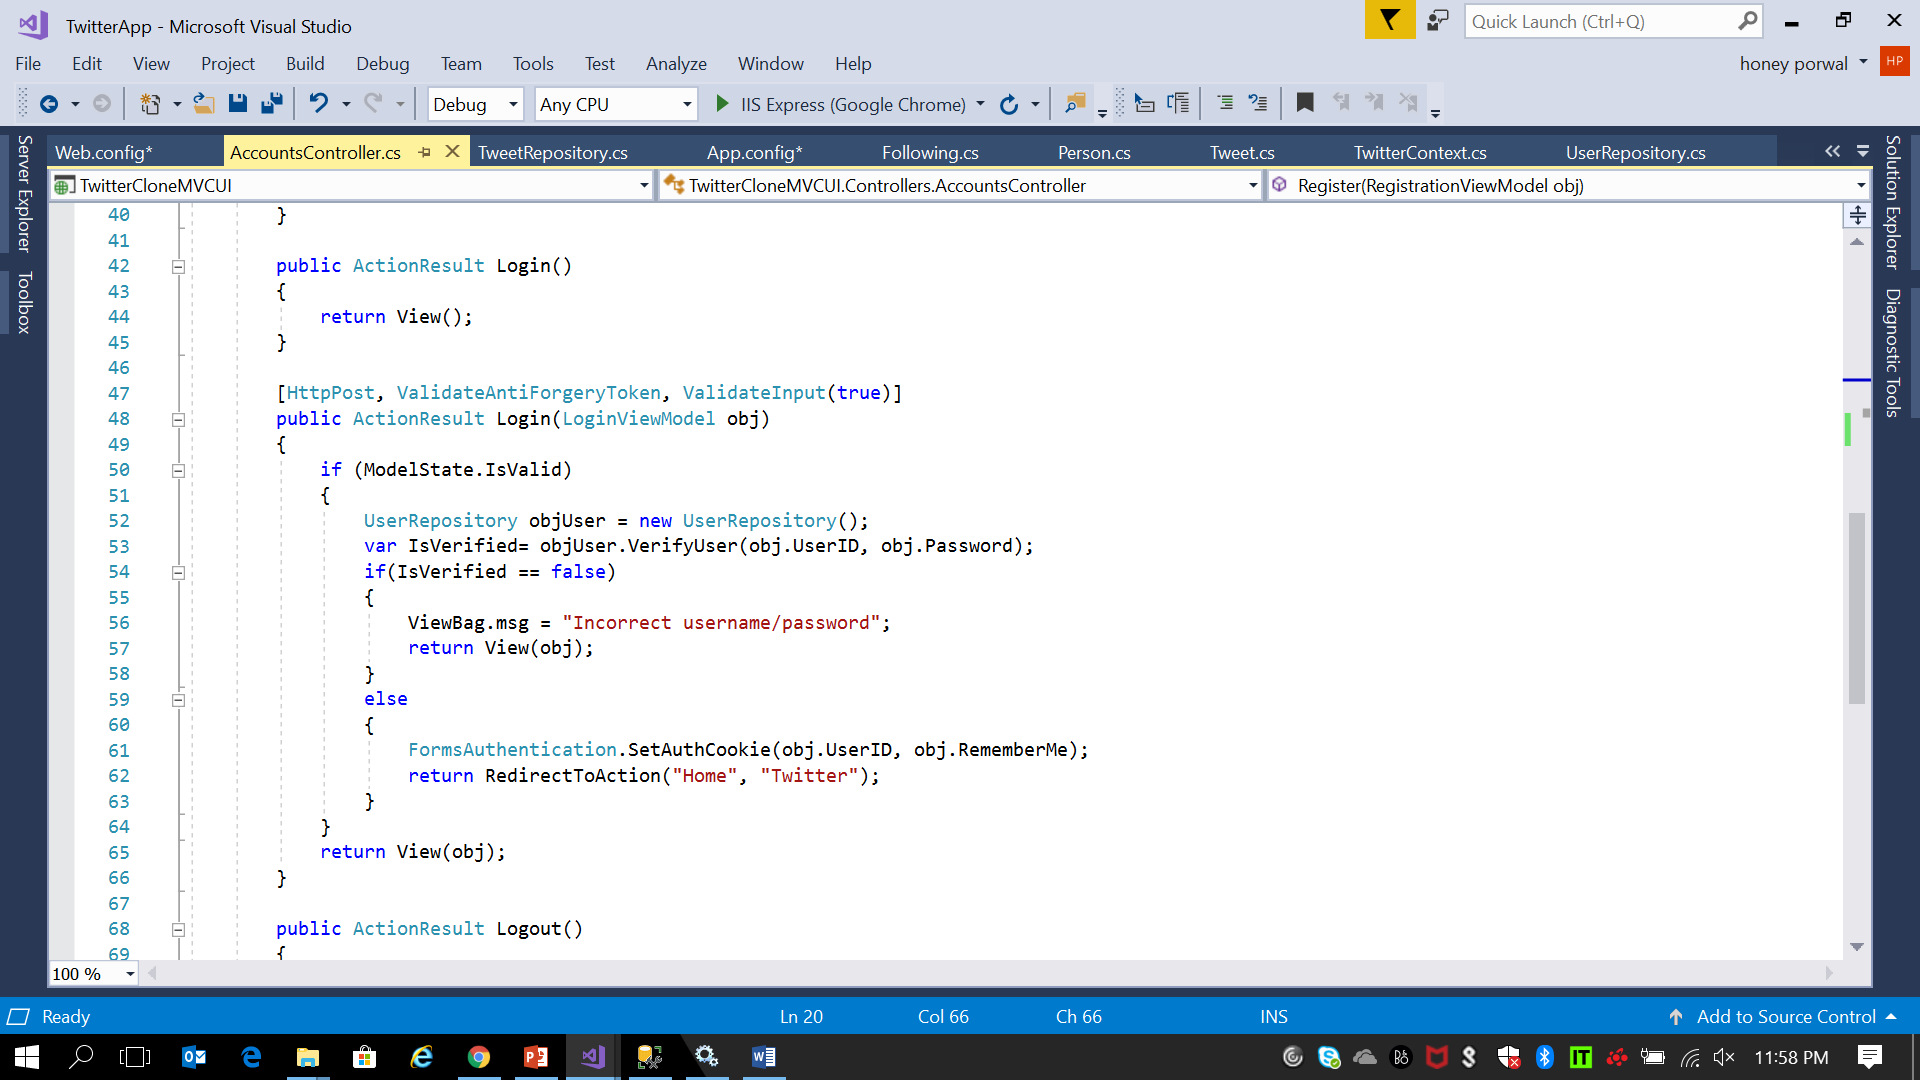 TwitterApp - Microsoft Visual Studio
Quick Launch (Ctrl+Q)
File Edit View Project Build Debug Team Tools Test Analyze Window Help
honey porwal HP
Debug Any CPU IIS Express (Google Chrome)
Server Explorer
Toolbox
Web.config* AccountsController.cs TweetRepository.cs App.config* Following.cs Person.cs Tweet.cs TwitterContext.cs UserRepository.cs
Solution Explorer
Diagnostic Tools
TwitterCloneMVCUI TwitterCloneMVCUI.Controllers.AccountsController Register(RegistrationViewModel obj)
40 }
41
42 public ActionResult Login()
43 {
44 return View();
45 }
46
47 [HttpPost, ValidateAntiForgeryToken, ValidateInput(true)]
48 public ActionResult Login(LoginViewModel obj)
49 {
50 if (ModelState.IsValid)
51 {
52 UserRepository objUser = new UserRepository();
53 var IsVerified= objUser.VerifyUser(obj.UserID, obj.Password);
54 if(IsVerified == false)
55 {
56 ViewBag.msg = "Incorrect username/password";
57 return View(obj);
58 }
59 else
60 {
61 FormsAuthentication.SetAuthCookie(obj.UserID, obj.RememberMe);
62 return RedirectToAction("Home", "Twitter");
63 }
64 }
65 return View(obj);
66 }
67
68 public ActionResult Logout()
69 {
100 %
Ready Ln 20 Col 66 Ch 66 INS Add to Source Control
11:58 PM